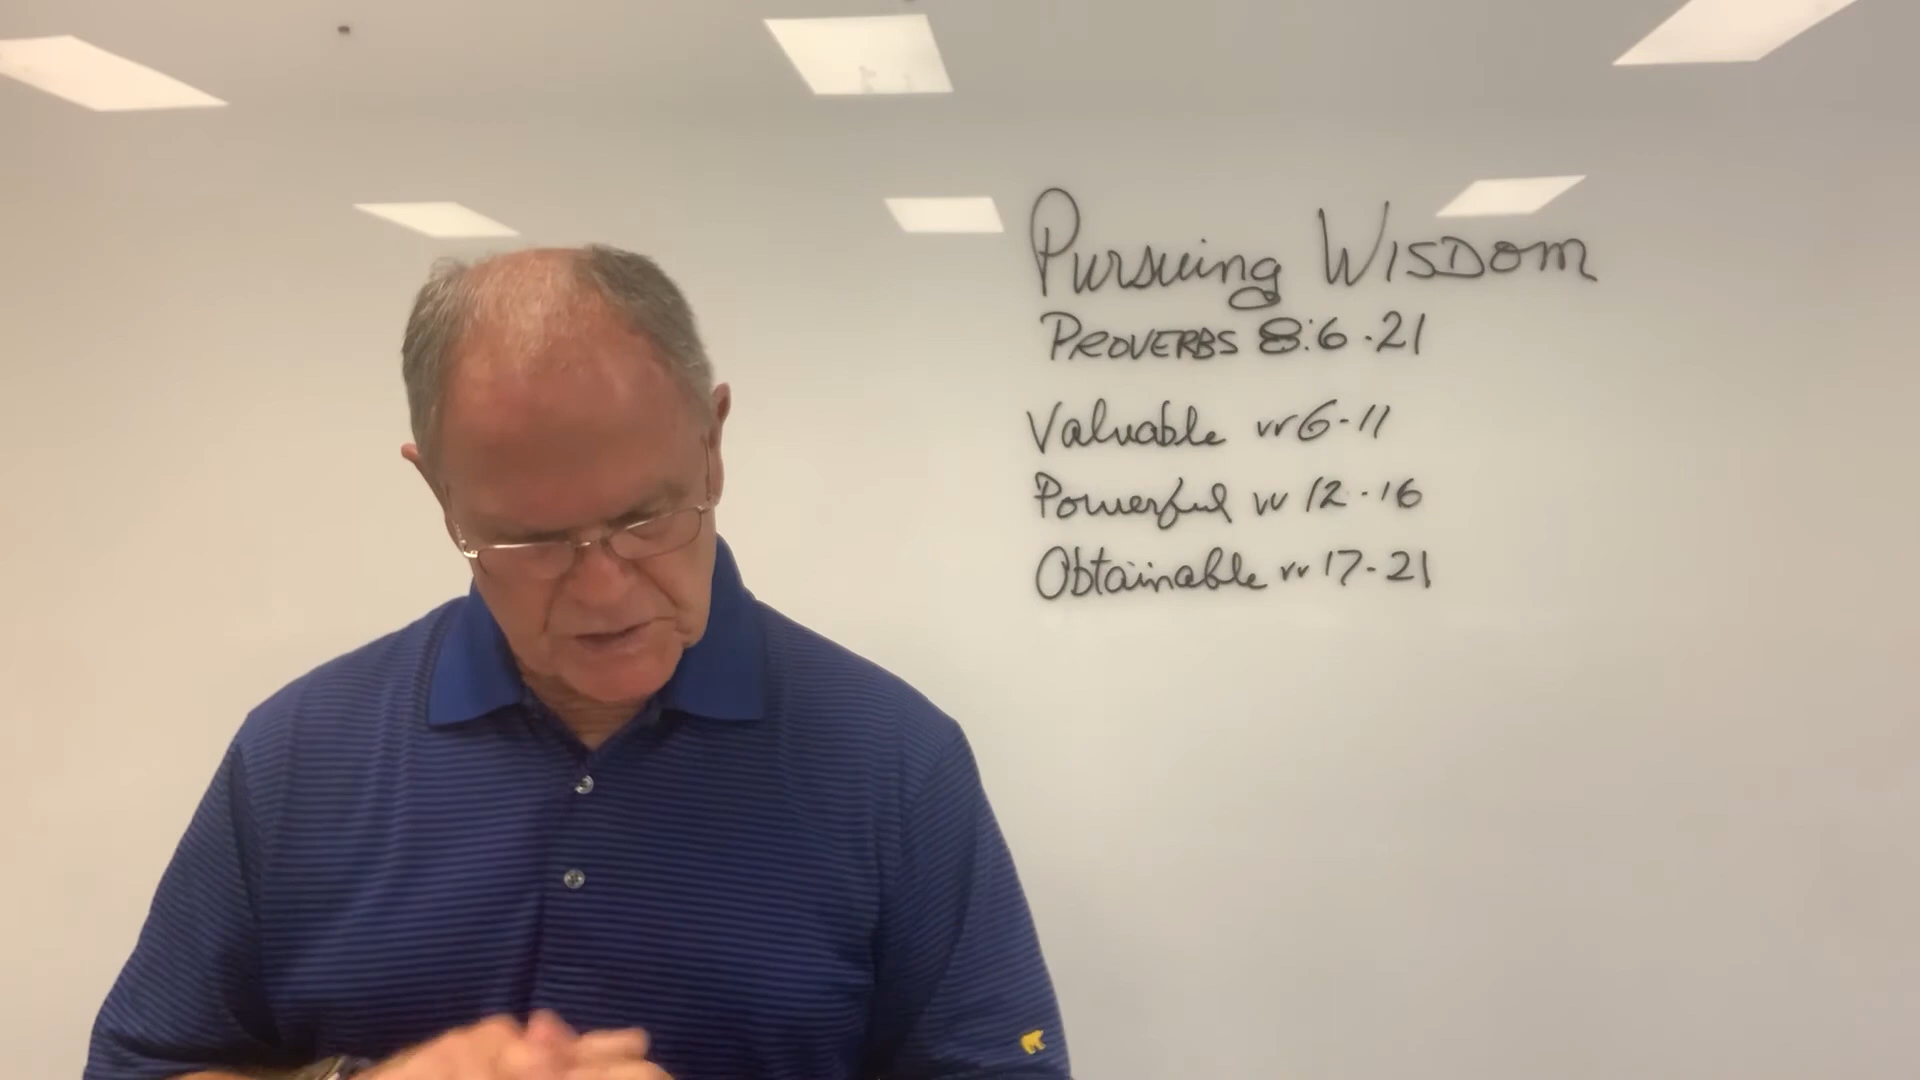 Pursuing WISDOM
PROVERBS 8:6-21
Valuable vv 6-11
Powerful vv 12-16
Obtainable vv 17-21